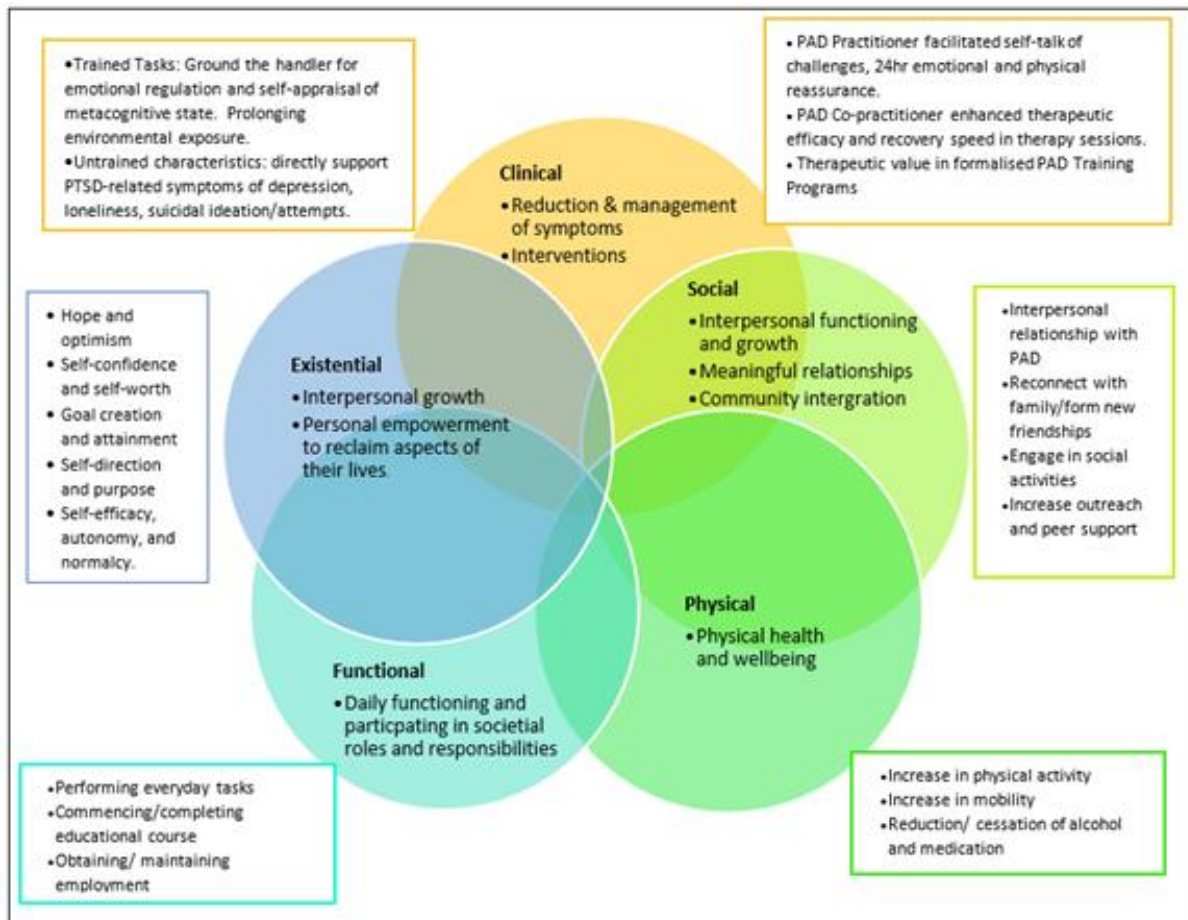 •Trained Tasks: Ground the handler for
emotional regulation and self-appraisal of
metacognitive state.  Prolonging
environmental exposure.
•Untrained characteristics: directly support
PTSD-related symptoms of depression,
loneliness, suicidal ideation/attempts.
• PAD Practitioner facilitated self-talk of
challenges, 24hr emotional and physical
reassurance.
• PAD Co-practitioner enhanced therapeutic
efficacy and recovery speed in therapy sessions.
• Therapeutic value in formalised PAD Training
Programs
Clinical
•Reduction & management
of symptoms
•Interventions
Social
•Interpersonal functioning
and growth
•Meaningful relationships
•Community intergration
Existential
•Interpersonal growth
•Personal empowerment
to reclaim aspects of
their lives
• Hope and
optimism
• Self-confidence
and self-worth
• Goal creation
and attainment
• Self-direction
and purpose
• Self-efficacy,
autonomy, and
normalcy.
•Interpersonal
relationship with
PAD
•Reconnect with
family/form new
friendships
•Engage in social
activities
•Increase outreach
and peer support
Physical
•Physical health
and wellbeing
Functional
•Daily functioning and
particpating in societial
roles and responsibilities
•Performing everyday tasks
•Commencing/completing
educational course
•Obtaining/ maintaining
employment
•Increase in physical activity
•Increase in mobility
•Reduction/ cessation of alcohol
and medication